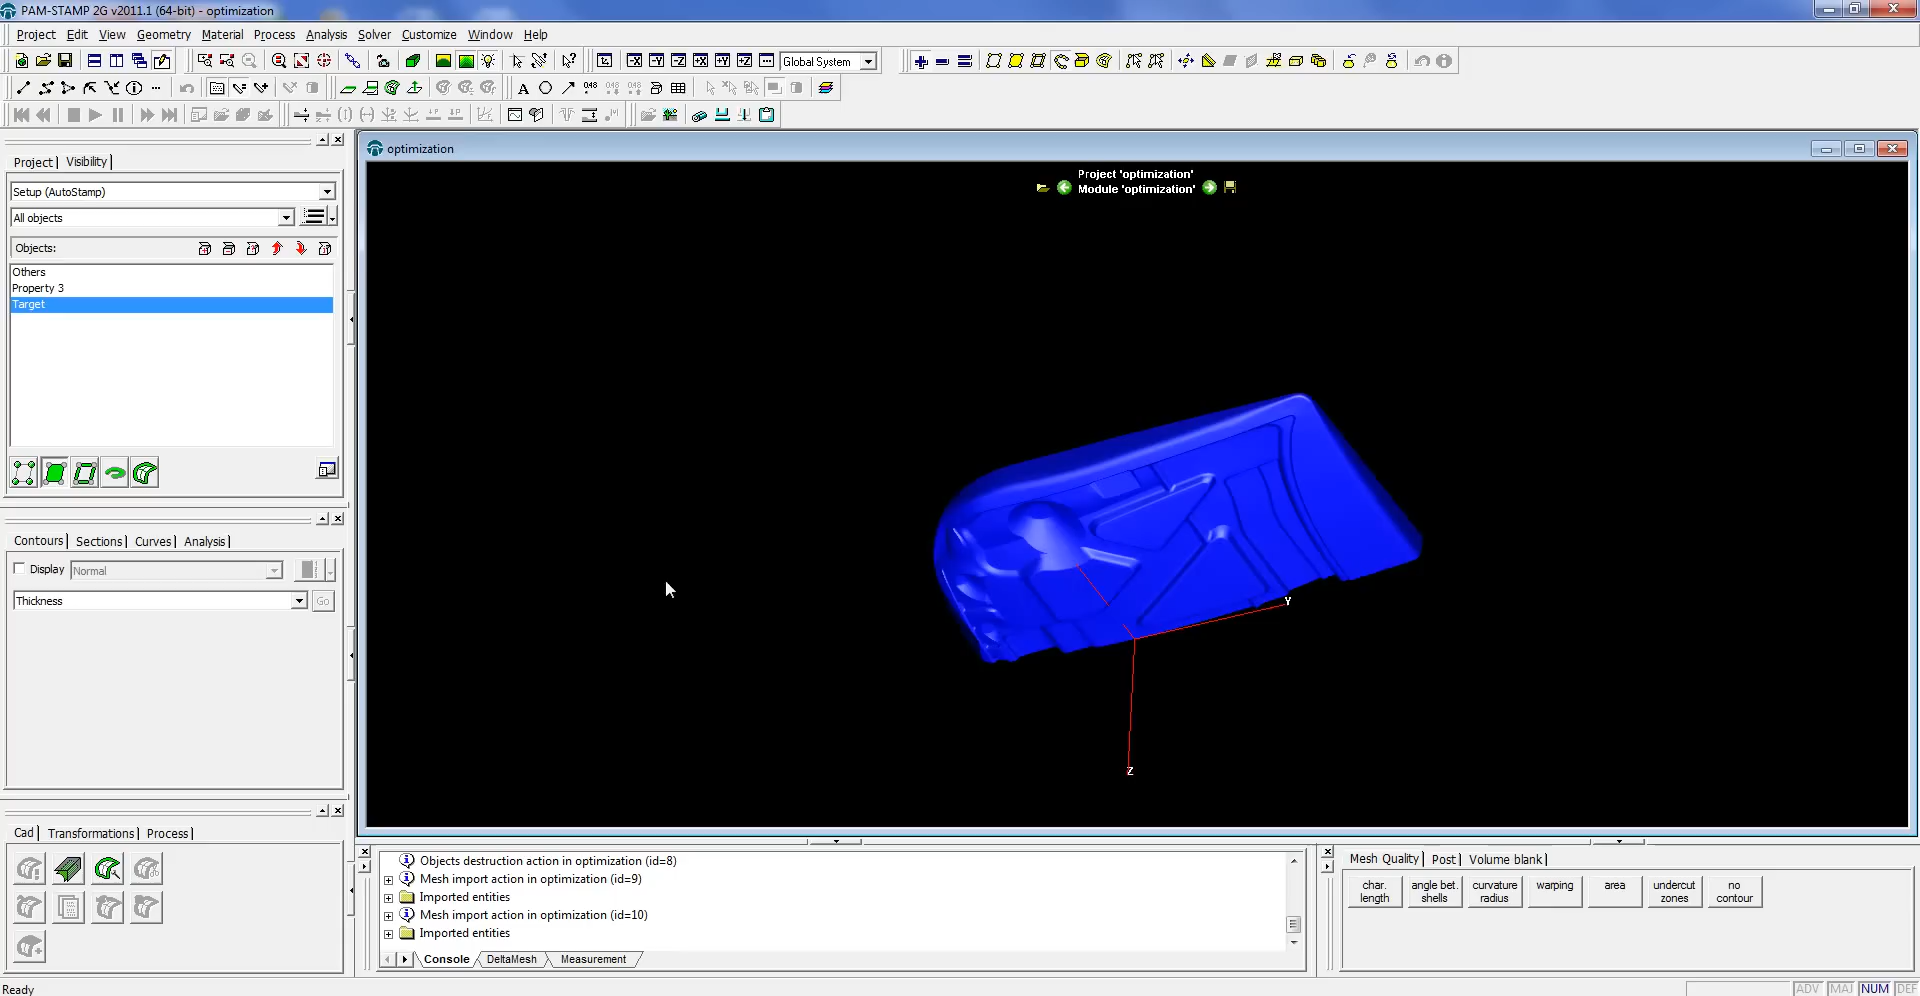 PAM-STAMP 2G v2011.1 (64-bit) - optimization
Project Edit View Geometry Material Process Analysis Solver Customize Window Help
-X -Y -Z +X +Y +Z Global System
A
Project Visibility
optimization
Project 'optimization'
Module 'optimization'
Setup (AutoStamp)
All objects
Objects:
Others
Property 3
Target
Y
Z
Contours Sections Curves Analysis
Display Normal
Thickness Go
Cad Transformations Process
Objects destruction action in optimization (id=8)
Mesh import action in optimization (id=9)
Imported entities
Mesh import action in optimization (id=10)
Imported entities
Console DeltaMesh Measurement
Mesh Quality Post Volume blank
char. length
angle bet. shells
curvature radius
warping
area
undercut zones
no contour
Ready
ADV MAJ NUM DEF